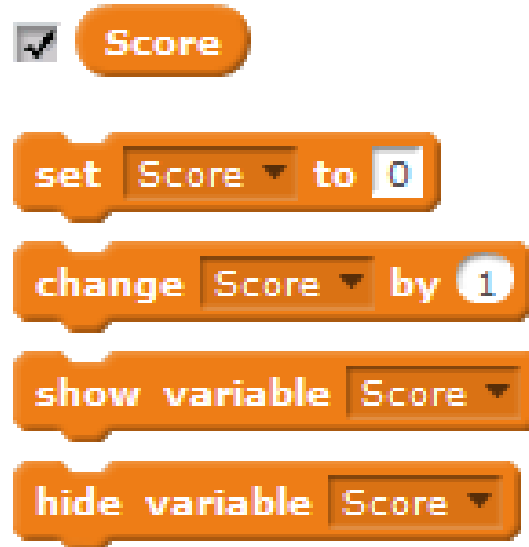 Score
set Score to 0
change Score by 1
show variable Score
hide variable Score